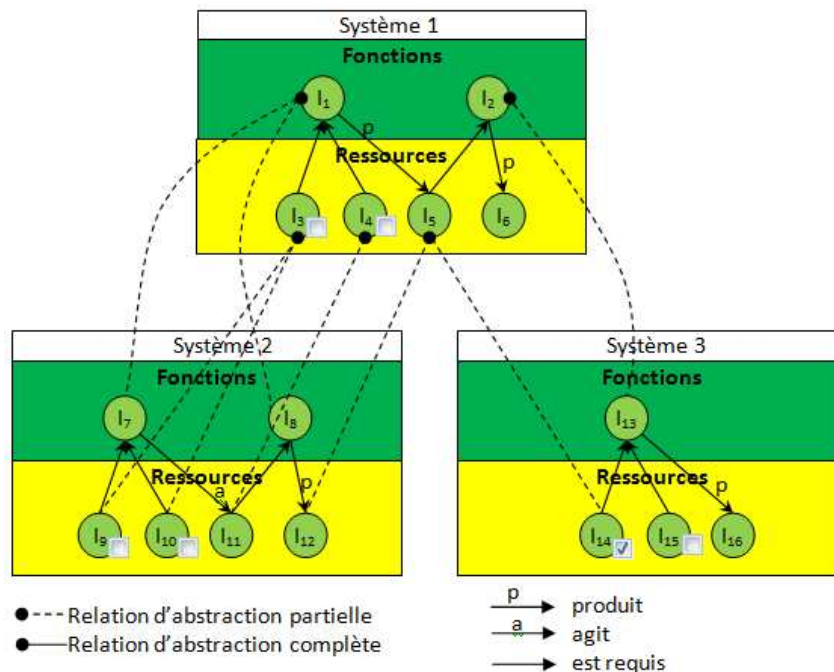 Système 1
Fonctions
I₁ I₂
p
Ressources
p
I₃ I₄ I₅ I₆
Système 2
Fonctions
I₇ I₈
Ressources
a
p
I₉ I₁₀ I₁₁ I₁₂
Système 3
Fonctions
I₁₃
Ressources
p
I₁₄ I₁₅ I₁₆
Relation d'abstraction partielle
Relation d'abstraction complète
p produit
a agit
est requis